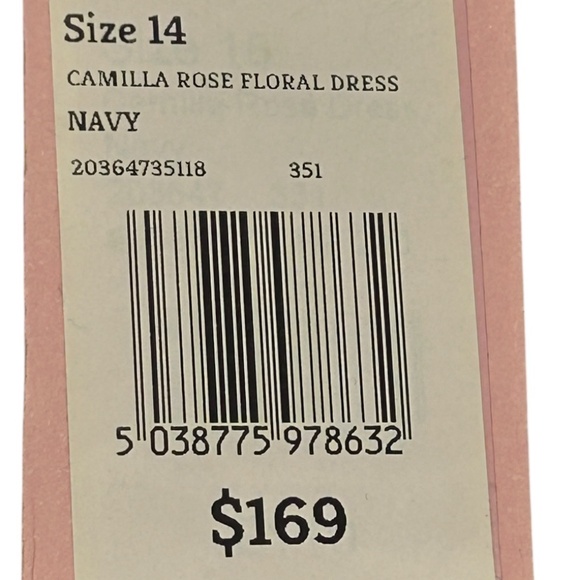 Size 14
CAMILLA ROSE FLORAL DRESS
NAVY
20364735118 351
5 038775 978632
$169